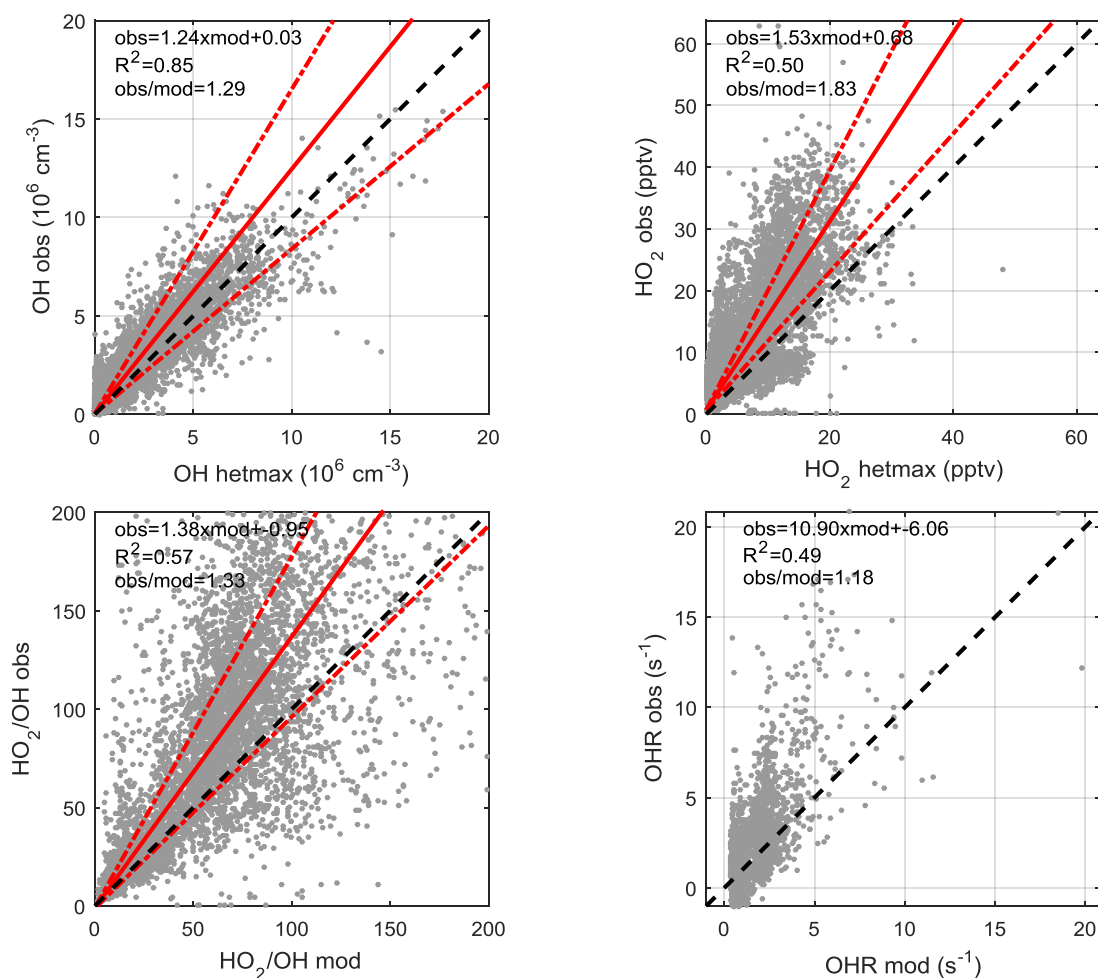 obs=1.24xmod+0.03
R²=0.85
obs/mod=1.29
20
15
10
5
0
OH obs (10⁶ cm⁻³)
0 5 10 15 20
OH hetmax (10⁶ cm⁻³)
obs=1.53xmod+0.68
R²=0.50
obs/mod=1.83
60
50
40
30
20
10
0
HO₂ obs (pptv)
0 20 40 60
HO₂ hetmax (pptv)
obs=1.38xmod+-0.95
R²=0.57
obs/mod=1.33
200
150
100
50
0
HO₂/OH obs
0 50 100 150 200
HO₂/OH mod
obs=10.90xmod+-6.06
R²=0.49
obs/mod=1.18
20
15
10
5
0
OHR obs (s⁻¹)
0 5 10 15 20
OHR mod (s⁻¹)